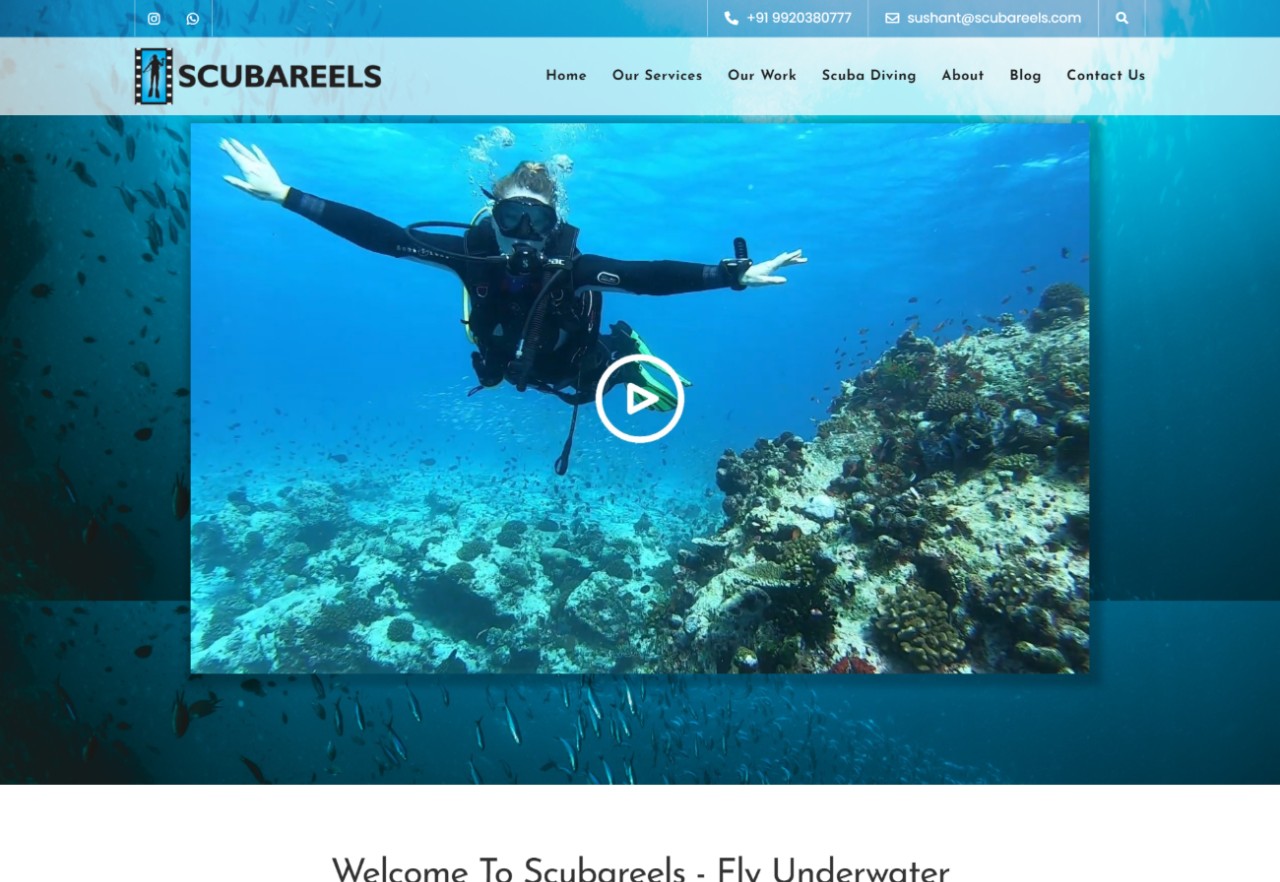 +91 9920380777
sushant@scubareels.com
SCUBAREELS
Home
Our Services
Our Work
Scuba Diving
About
Blog
Contact Us
Welcome To Scubareels - Fly Underwater